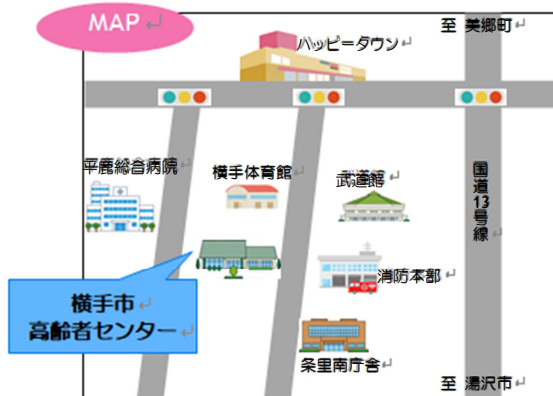 MAP
ハッピータウン
至 美郷町
平鹿総合病院
横手体育館
武道館
国道13号線
消防本部
横手市
高齢者センター
条里南庁舎
至 湯沢市